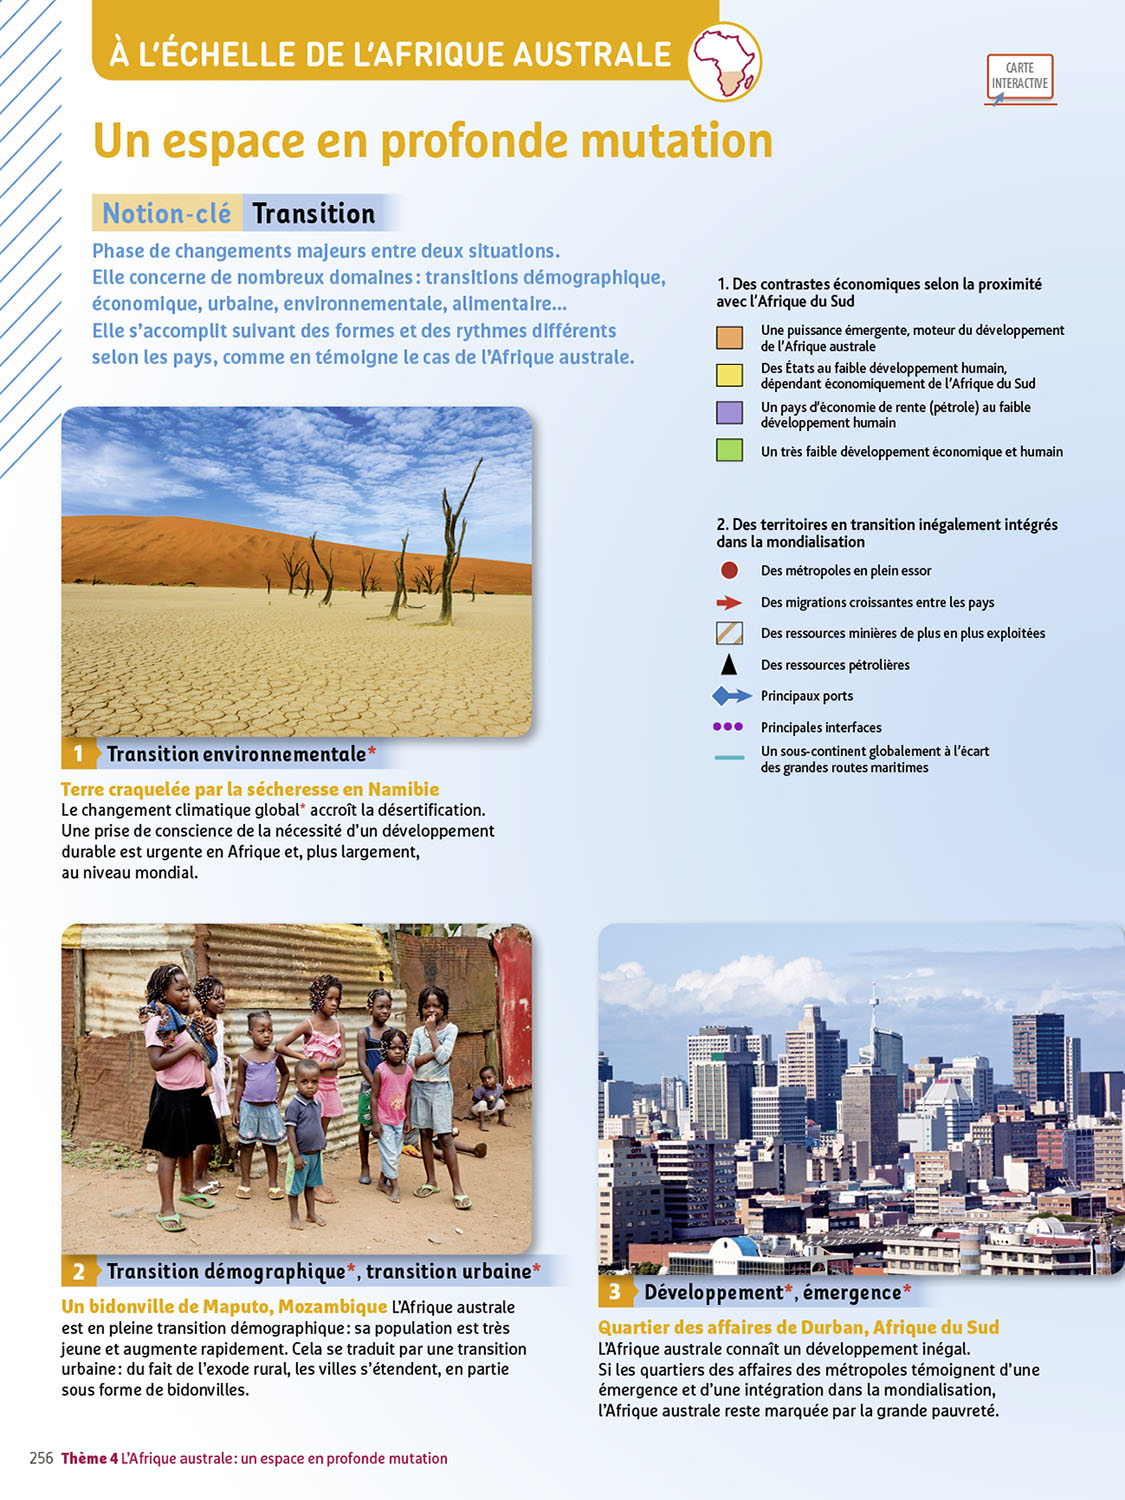 À L'ÉCHELLE DE L'AFRIQUE AUSTRALE
CARTE
INTERACTIVE
Un espace en profonde mutation
Notion-clé Transition
Phase de changements majeurs entre deux situations.
Elle concerne de nombreux domaines : transitions démographique,
économique, urbaine, environnementale, alimentaire...
Elle s'accomplit suivant des formes et des rythmes différents
selon les pays, comme en témoigne le cas de l'Afrique australe.
1. Des contrastes économiques selon la proximité
avec l'Afrique du Sud
Une puissance émergente, moteur du développement
de l'Afrique australe
Des États au faible développement humain,
dépendant économiquement de l'Afrique du Sud
Un pays d'économie de rente (pétrole) au faible
développement humain
Un très faible développement économique et humain
2. Des territoires en transition inégalement intégrés
dans la mondialisation
Des métropoles en plein essor
Des migrations croissantes entre les pays
Des ressources minières de plus en plus exploitées
Des ressources pétrolières
Principaux ports
Principales interfaces
Un sous-continent globalement à l'écart
des grandes routes maritimes
1 Transition environnementale*
Terre craquelée par la sécheresse en Namibie
Le changement climatique global* accroît la désertification.
Une prise de conscience de la nécessité d'un développement
durable est urgente en Afrique et, plus largement,
au niveau mondial.
2 Transition démographique*, transition urbaine*
Un bidonville de Maputo, Mozambique L'Afrique australe
est en pleine transition démographique : sa population est très
jeune et augmente rapidement. Cela se traduit par une transition
urbaine : du fait de l'exode rural, les villes s'étendent, en partie
sous forme de bidonvilles.
3 Développement*, émergence*
Quartier des affaires de Durban, Afrique du Sud
L'Afrique australe connaît un développement inégal.
Si les quartiers des affaires des métropoles témoignent d'une
émergence et d'une intégration dans la mondialisation,
l'Afrique australe reste marquée par la grande pauvreté.
256 Thème 4 L'Afrique australe : un espace en profonde mutation